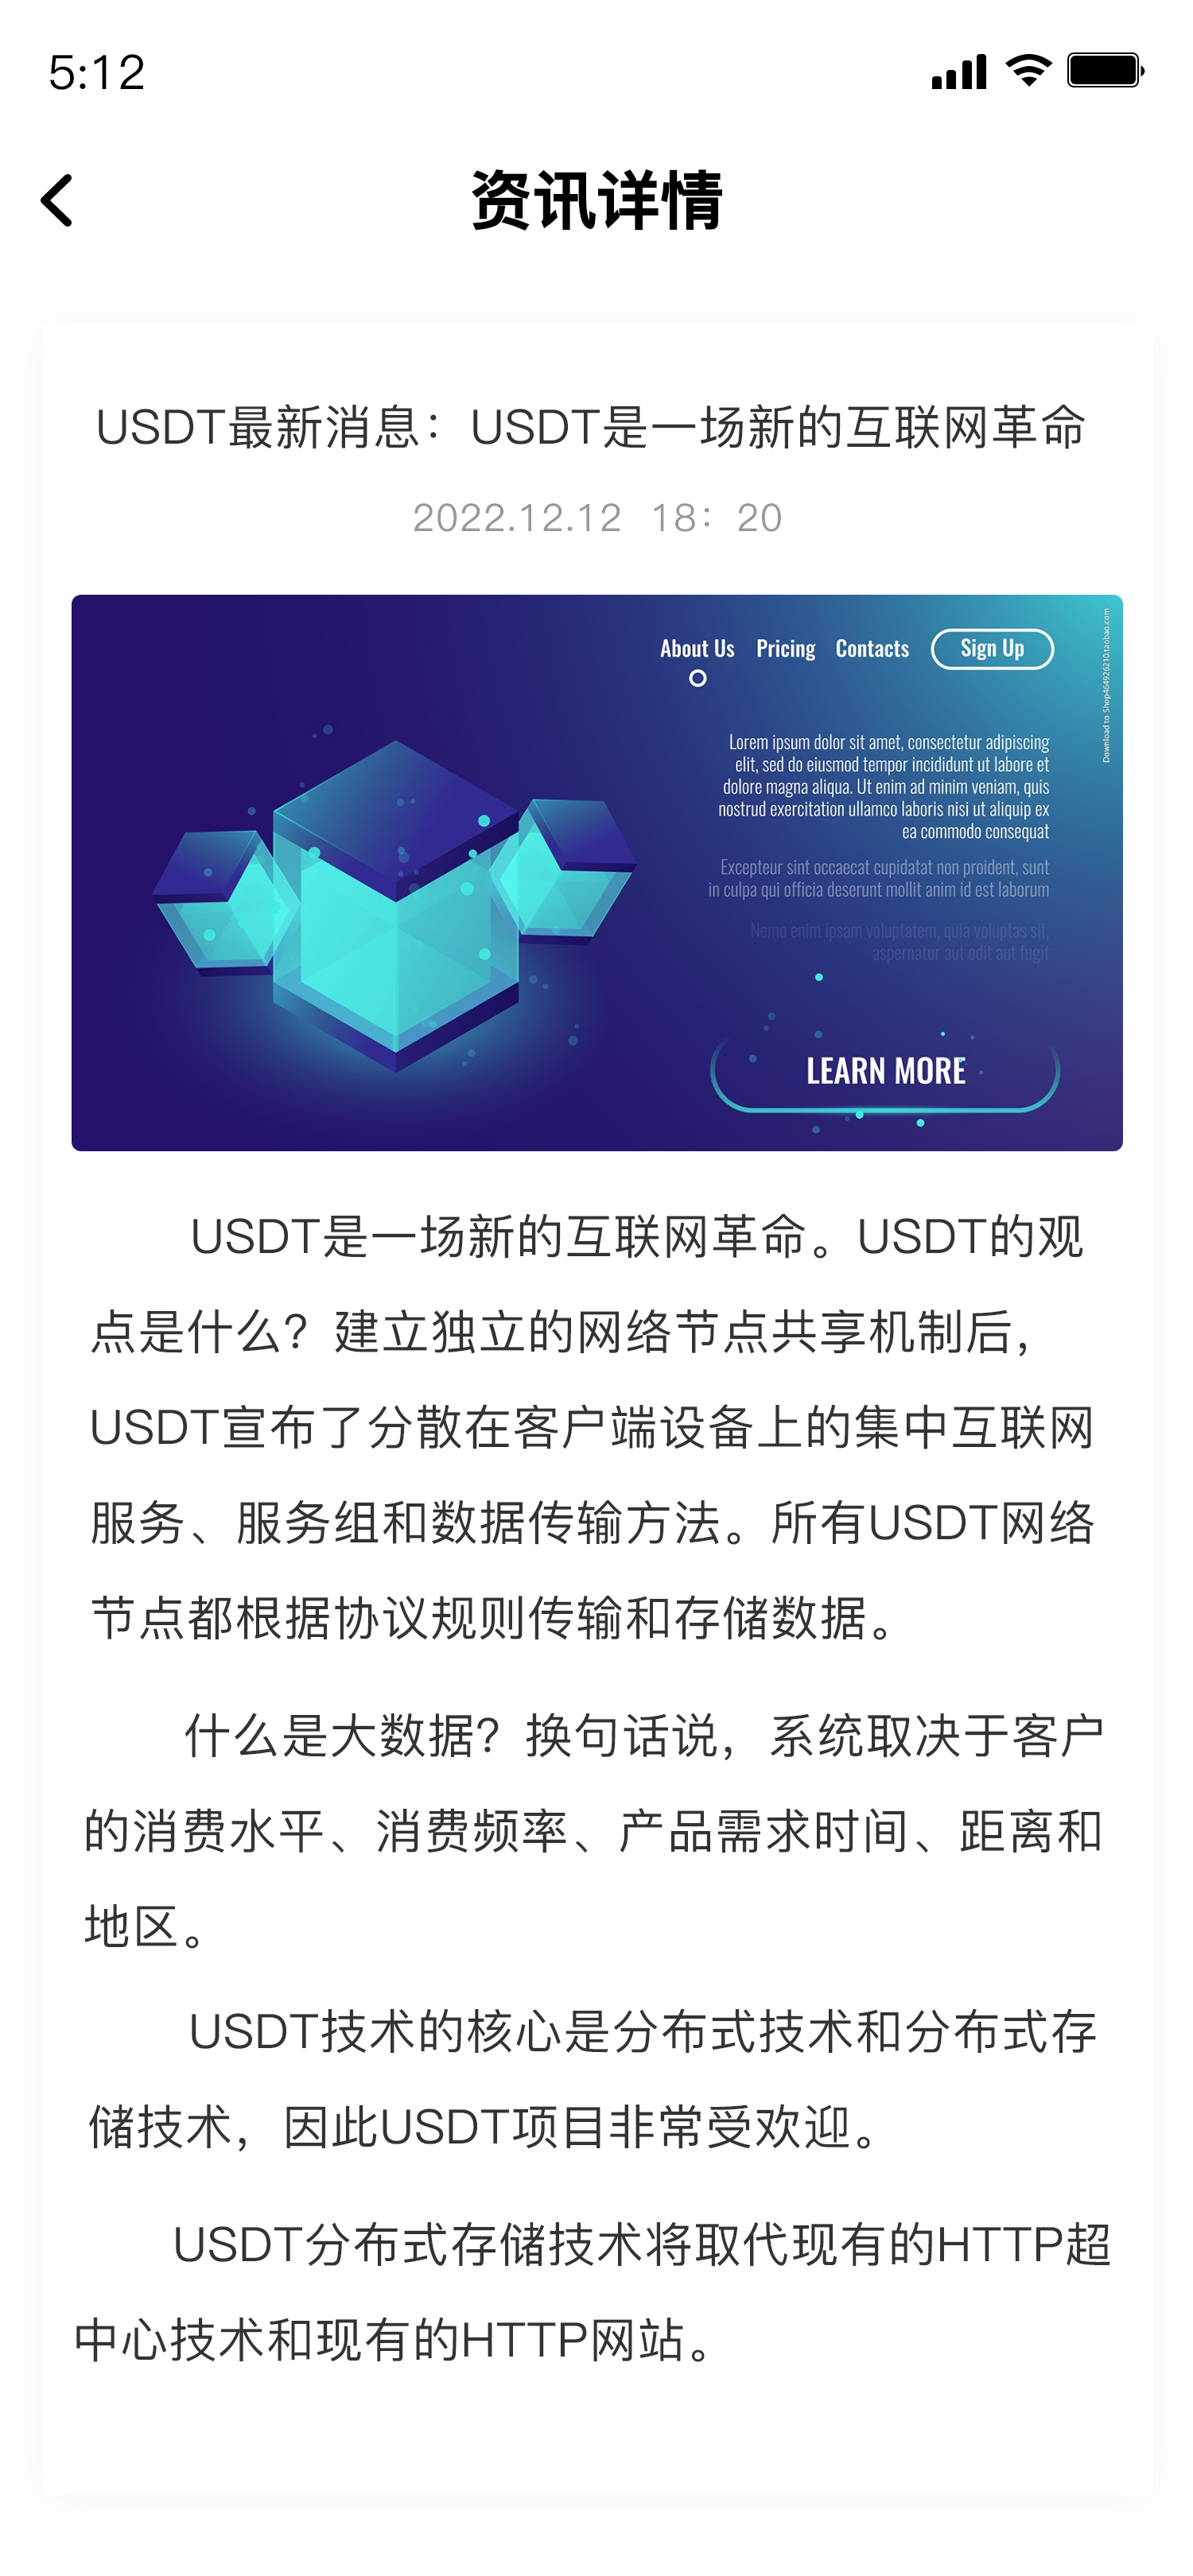 5:12
资讯详情
USDT最新消息：USDT是一场新的互联网革命
2022.12.12 18：20
About Us Pricing Contacts Sign Up
Download to Shop464926210.taobao.com
Lorem ipsum dolor sit amet, consectetur adipiscing
elit, sed do eiusmod tempor incididunt ut labore et
dolore magna aliqua. Ut enim ad minim veniam, quis
nostrud exercitation ullamco laboris nisi ut aliquip ex
ea commodo consequat
Excepteur sint occaecat cupidatat non proident, sunt
in culpa qui officia deserunt mollit anim id est laborum
Nemo enim ipsam voluptatem, quia voluptas sit,
aspernatur aut odit aut fugit
LEARN MORE
USDT是一场新的互联网革命。USDT的观
点是什么？建立独立的网络节点共享机制后，
USDT宣布了分散在客户端设备上的集中互联网
服务、服务组和数据传输方法。所有USDT网络
节点都根据协议规则传输和存储数据。
什么是大数据？换句话说，系统取决于客户
的消费水平、消费频率、产品需求时间、距离和
地区。
USDT技术的核心是分布式技术和分布式存
储技术，因此USDT项目非常受欢迎。
USDT分布式存储技术将取代现有的HTTP超
中心技术和现有的HTTP网站。